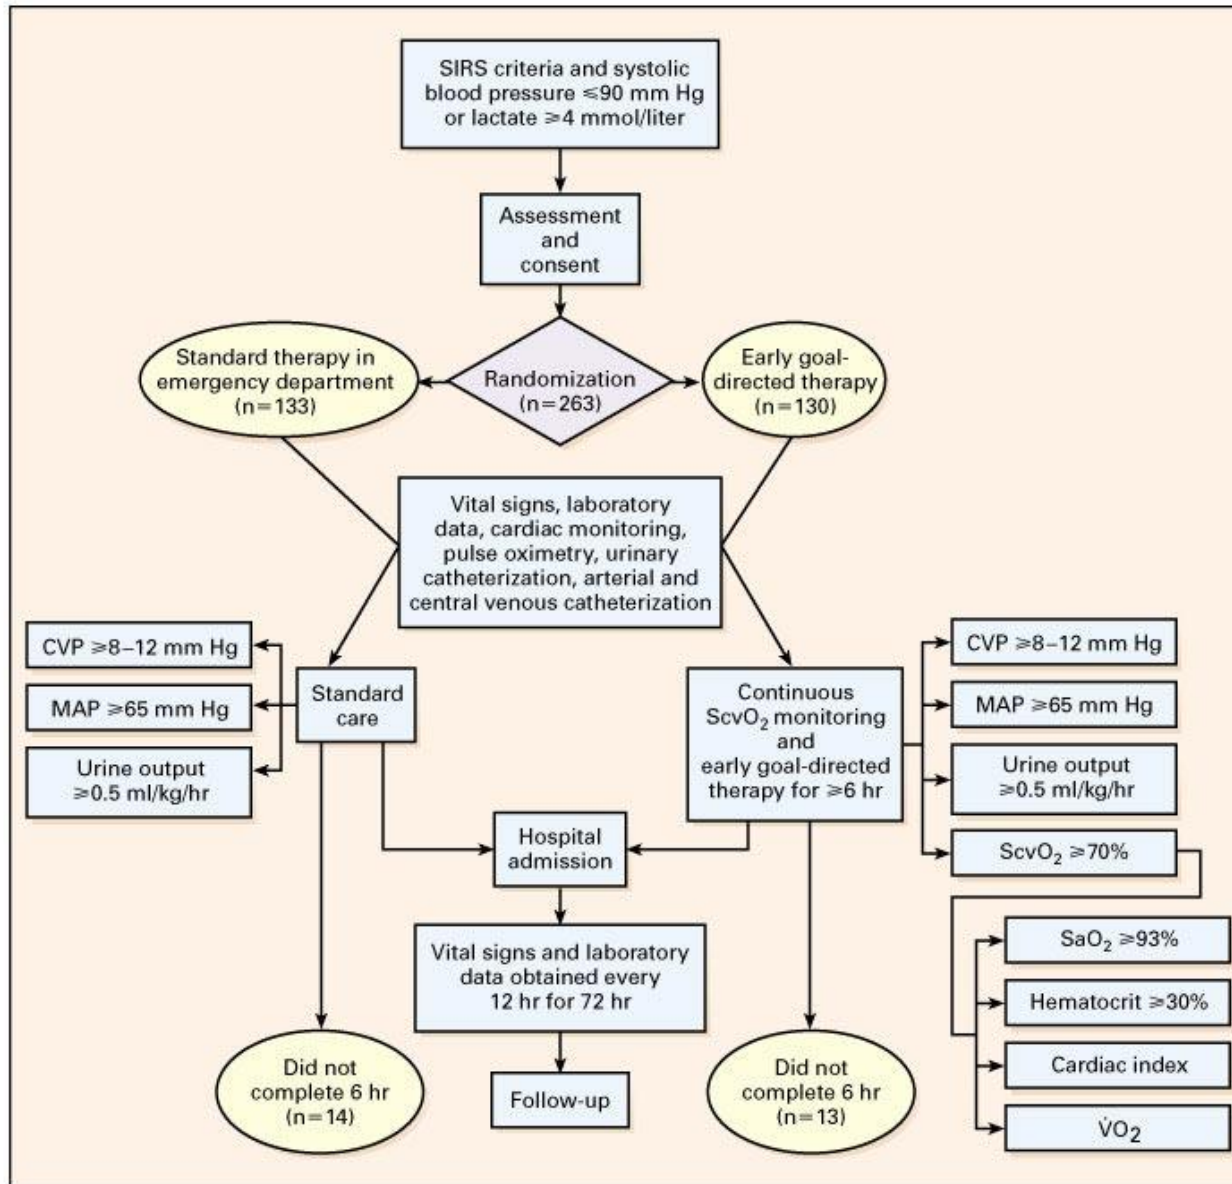 SIRS criteria and systolic
blood pressure ≤90 mm Hg
or lactate ≥4 mmol/liter
Assessment
and
consent
Standard therapy in
emergency department
(n=133)
Randomization
(n=263)
Early goal-
directed therapy
(n=130)
Vital signs, laboratory
data, cardiac monitoring,
pulse oximetry, urinary
catheterization, arterial and
central venous catheterization
CVP ≥8–12 mm Hg
MAP ≥65 mm Hg
Urine output
≥0.5 ml/kg/hr
Standard
care
Continuous
ScvO₂ monitoring
and
early goal-directed
therapy for ≥6 hr
CVP ≥8–12 mm Hg
MAP ≥65 mm Hg
Urine output
≥0.5 ml/kg/hr
ScvO₂ ≥70%
Hospital
admission
Vital signs and laboratory
data obtained every
12 hr for 72 hr
SaO₂ ≥93%
Hematocrit ≥30%
Cardiac index
V̇O₂
Did not
complete 6 hr
(n=14)
Follow-up
Did not
complete 6 hr
(n=13)